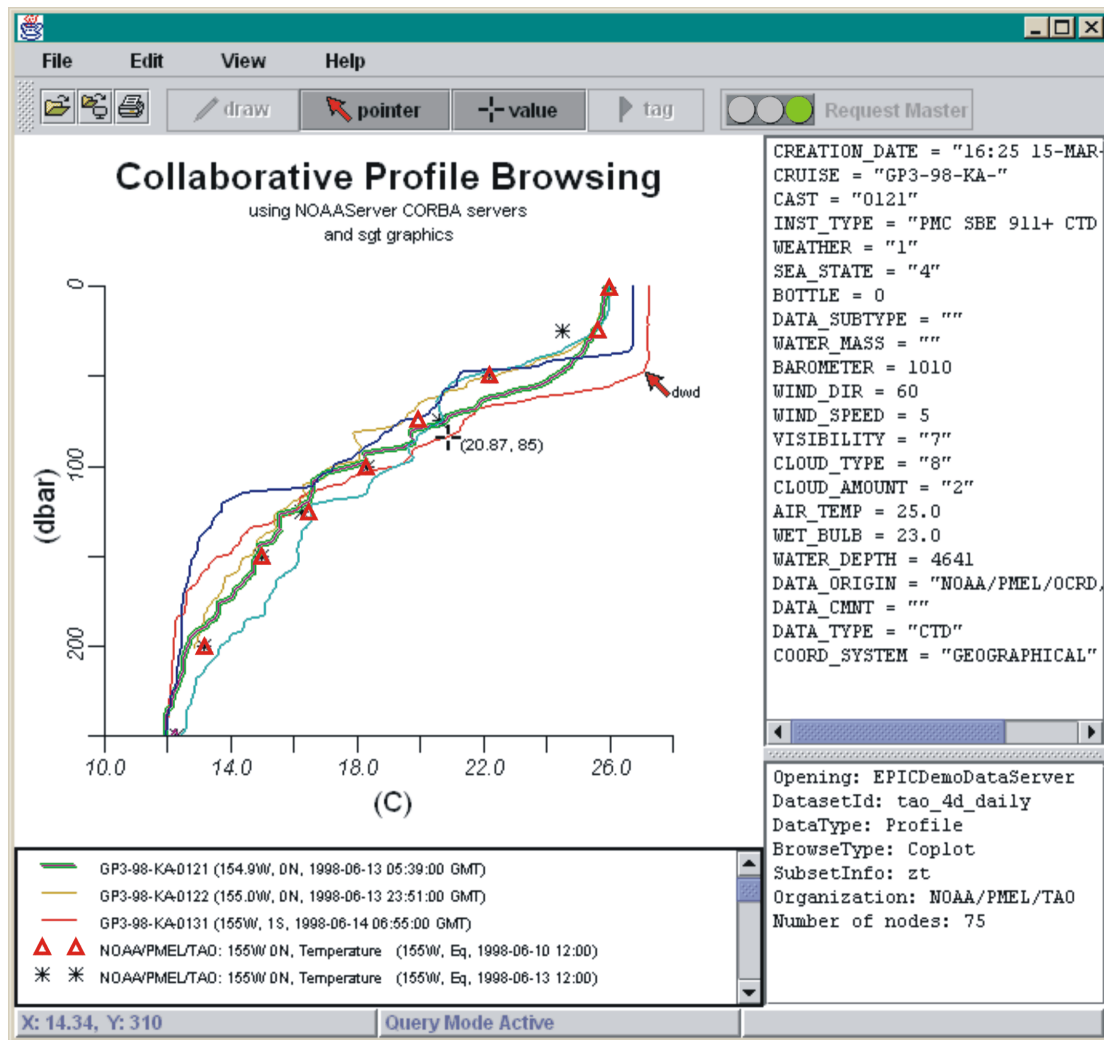 File Edit View Help
draw pointer value tag Request Master
Collaborative Profile Browsing
using NOAAServer CORBA servers
and sgt graphics
0
100
200
(dbar)
dwd
(20.87, 85)
10.0 14.0 18.0 22.0 26.0
(C)
GP3-98-KA-0121 (154.9W, 0N, 1998-06-13 05:39:00 GMT)
GP3-98-KA-0122 (155.0W, 0N, 1998-06-13 23:51:00 GMT)
GP3-98-KA-0131 (155W, 1S, 1998-06-14 06:55:00 GMT)
NOAA/PMEL/TAO: 155W 0N, Temperature (155W, Eq, 1998-06-10 12:00)
NOAA/PMEL/TAO: 155W 0N, Temperature (155W, Eq, 1998-06-13 12:00)
CREATION_DATE = "16:25 15-MAR-
CRUISE = "GP3-98-KA-"
CAST = "0121"
INST_TYPE = "PMC SBE 911+ CTD
WEATHER = "1"
SEA_STATE = "4"
BOTTLE = 0
DATA_SUBTYPE = ""
WATER_MASS = ""
BAROMETER = 1010
WIND_DIR = 60
WIND_SPEED = 5
VISIBILITY = "7"
CLOUD_TYPE = "8"
CLOUD_AMOUNT = "2"
AIR_TEMP = 25.0
WET_BULB = 23.0
WATER_DEPTH = 4641
DATA_ORIGIN = "NOAA/PMEL/OCRD,
DATA_CMNT = ""
DATA_TYPE = "CTD"
COORD_SYSTEM = "GEOGRAPHICAL"
Opening: EPICDemoDataServer
DatasetId: tao_4d_daily
DataType: Profile
BrowseType: Coplot
SubsetInfo: zt
Organization: NOAA/PMEL/TAO
Number of nodes: 75
X: 14.34, Y: 310 Query Mode Active